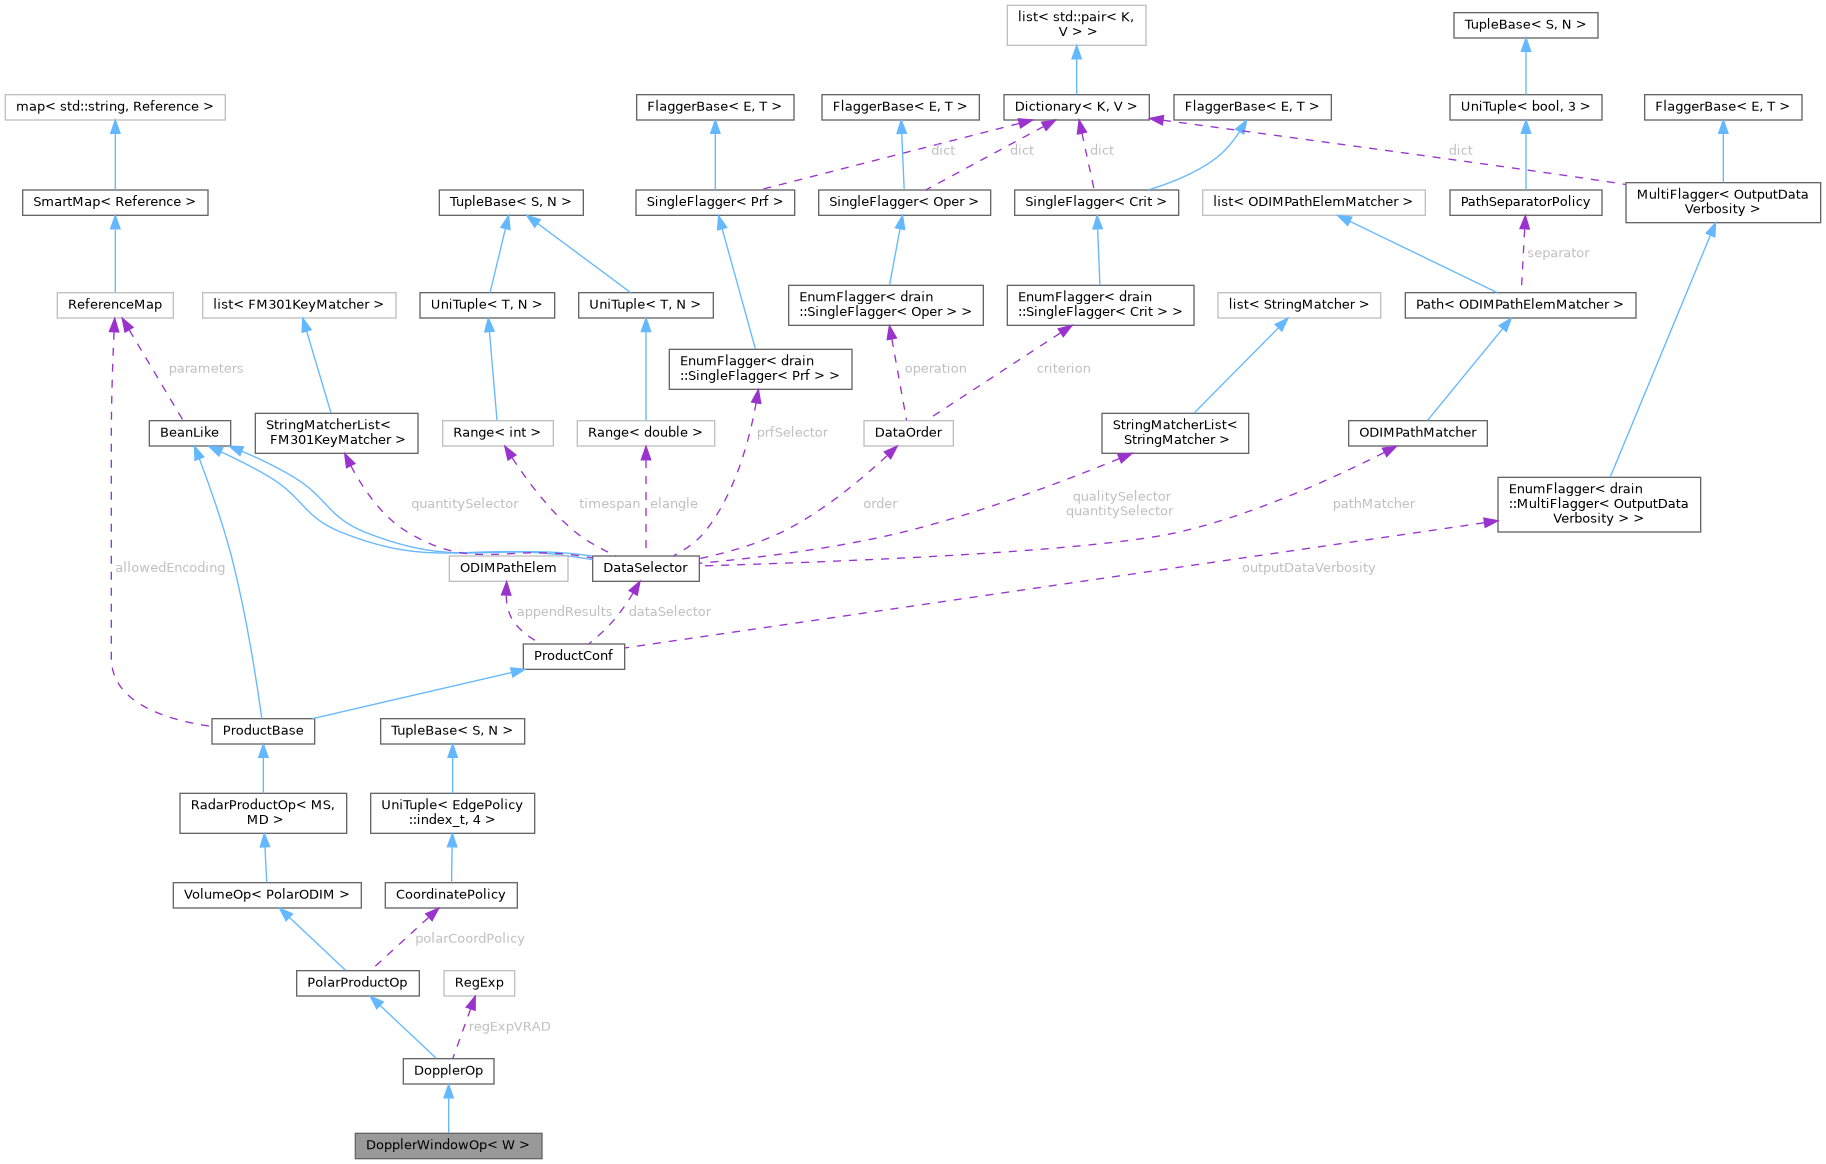 list< std::pair< K,
V > >
TupleBase< S, N >
map< std::string, Reference >
FlaggerBase< E, T >
FlaggerBase< E, T >
Dictionary< K, V >
FlaggerBase< E, T >
UniTuple< bool, 3 >
FlaggerBase< E, T >
dict
dict
dict
dict
SmartMap< Reference >
TupleBase< S, N >
SingleFlagger< Prf >
SingleFlagger< Oper >
SingleFlagger< Crit >
list< ODIMPathElemMatcher >
PathSeparatorPolicy
MultiFlagger< OutputData
Verbosity >
separator
ReferenceMap
list< FM301KeyMatcher >
UniTuple< T, N >
UniTuple< T, N >
EnumFlagger< drain
::SingleFlagger< Oper > >
EnumFlagger< drain
::SingleFlagger< Crit > >
list< StringMatcher >
Path< ODIMPathElemMatcher >
parameters
EnumFlagger< drain
::SingleFlagger< Prf > >
operation
criterion
BeanLike
StringMatcherList<
FM301KeyMatcher >
Range< int >
Range< double >
prfSelector
DataOrder
StringMatcherList<
StringMatcher >
ODIMPathMatcher
quantitySelector
timespan
elangle
order
qualitySelector
quantitySelector
pathMatcher
EnumFlagger< drain
::MultiFlagger< OutputData
Verbosity > >
allowedEncoding
ODIMPathElem
DataSelector
outputDataVerbosity
appendResults
dataSelector
ProductConf
ProductBase
TupleBase< S, N >
RadarProductOp< MS,
MD >
UniTuple< EdgePolicy
::index_t, 4 >
VolumeOp< PolarODIM >
CoordinatePolicy
polarCoordPolicy
PolarProductOp
RegExp
regExpVRAD
DopplerOp
DopplerWindowOp< W >